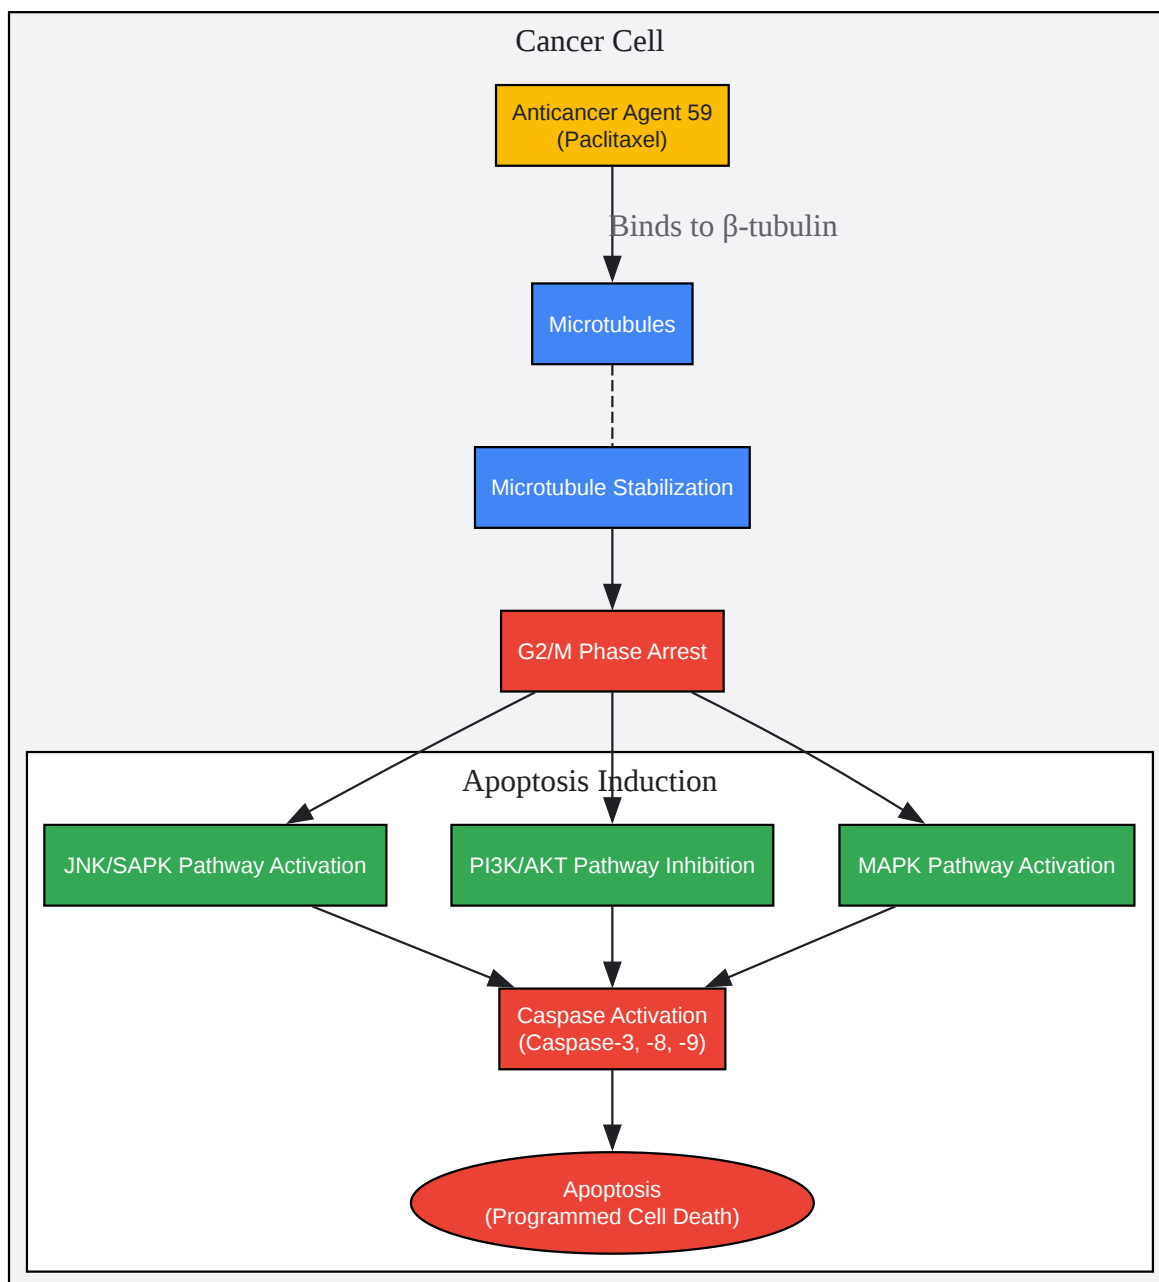 Cancer Cell
Anticancer Agent 59
(Paclitaxel)
Binds to β-tubulin
Microtubules
Microtubule Stabilization
G2/M Phase Arrest
Apoptosis Induction
JNK/SAPK Pathway Activation
PI3K/AKT Pathway Inhibition
MAPK Pathway Activation
Caspase Activation
(Caspase-3, -8, -9)
Apoptosis
(Programmed Cell Death)